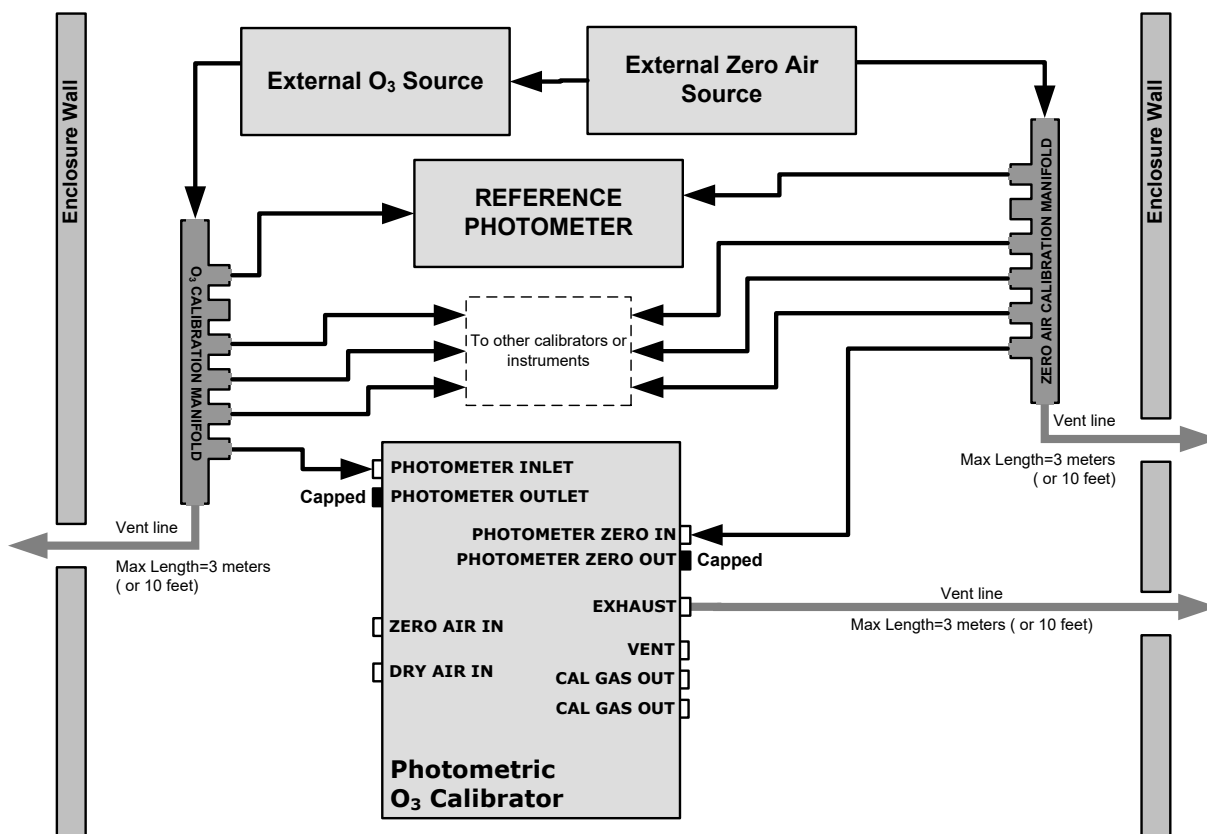 Enclosure Wall
External O₃ Source
External Zero Air
Source
Enclosure Wall
REFERENCE
PHOTOMETER
O₃ CALIBRATION MANIFOLD
ZERO AIR CALIBRATION MANIFOLD
To other calibrators or
instruments
Vent line
Max Length=3 meters
( or 10 feet)
PHOTOMETER INLET
Capped
PHOTOMETER OUTLET
Vent line
Max Length=3 meters
( or 10 feet)
PHOTOMETER ZERO IN
PHOTOMETER ZERO OUT
Capped
EXHAUST
Vent line
Max Length=3 meters ( or 10 feet)
ZERO AIR IN
VENT
DRY AIR IN
CAL GAS OUT
CAL GAS OUT
Photometric
O₃ Calibrator